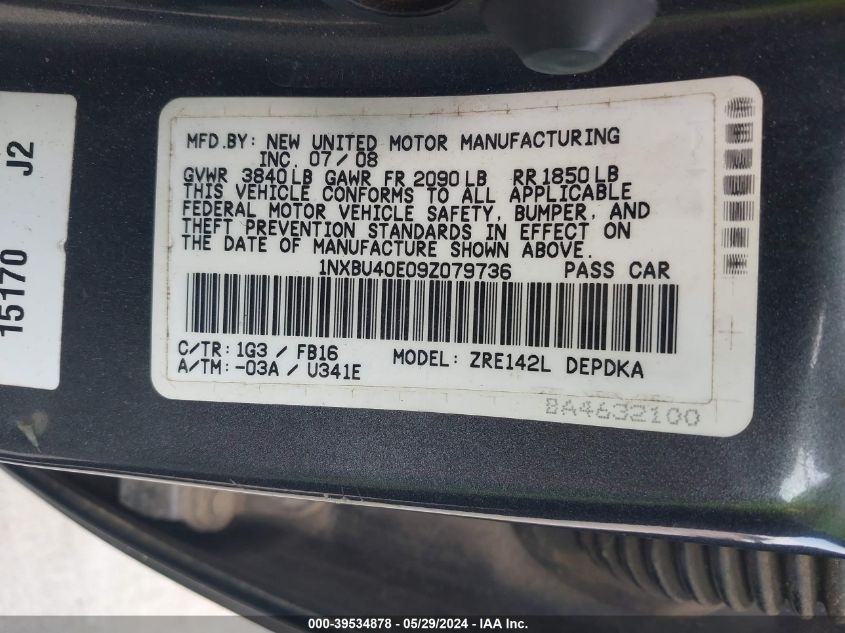 15170 J2
MFD.BY: NEW UNITED MOTOR MANUFACTURING
INC. 07/08
GVWR 3840LB GAWR FR 2090LB RR 1850LB
THIS VEHICLE CONFORMS TO ALL APPLICABLE
FEDERAL MOTOR VEHICLE SAFETY, BUMPER, AND
THEFT PREVENTION STANDARDS IN EFFECT ON
THE DATE OF MANUFACTURE SHOWN ABOVE.
1NXBU40E09Z079736 PASS CAR
C/TR: 1G3 / FB16 MODEL: ZRE142L DEPDKA
A/TM: -03A / U341E
BA4632100
000-39534878 - 05/29/2024 - IAA Inc.